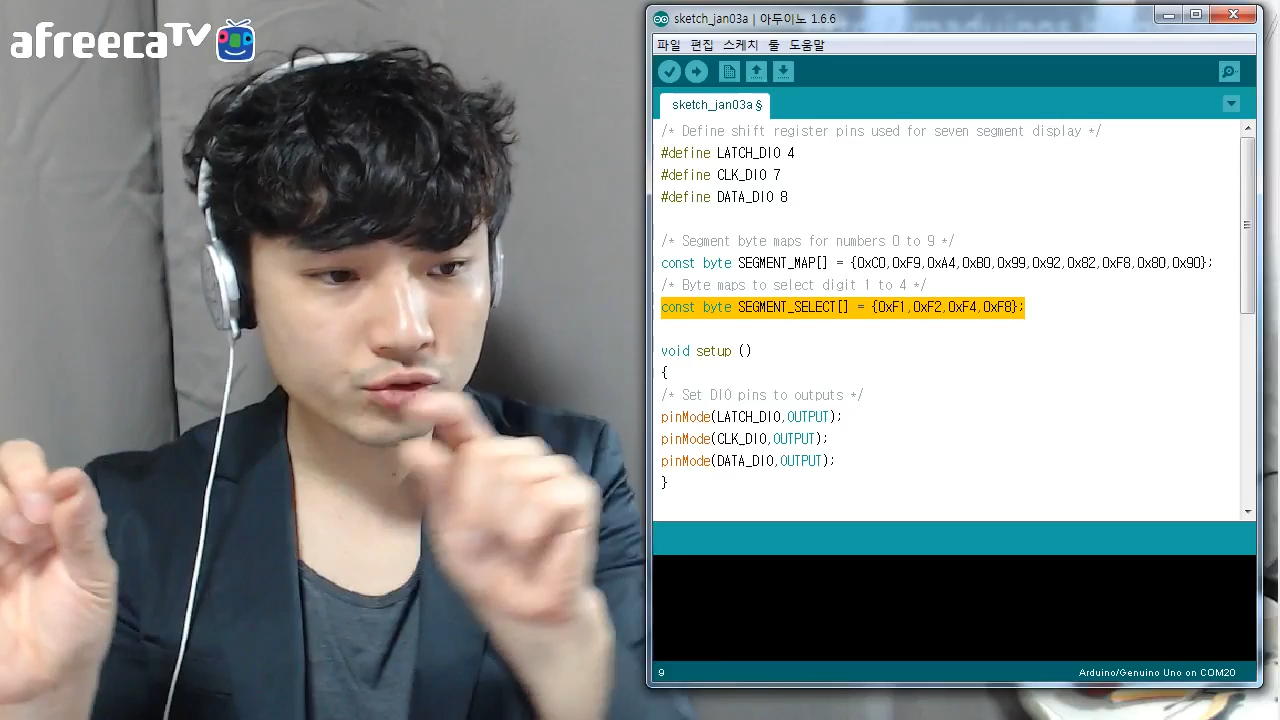 afreecaTV
sketch_jan03a | 아두이노 1.6.6
파일 편집 스케치 툴 도움말
sketch_jan03a §
/* Define shift register pins used for seven segment display */
#define LATCH_DIO 4
#define CLK_DIO 7
#define DATA_DIO 8
/* Segment byte maps for numbers 0 to 9 */
const byte SEGMENT_MAP[] = {0xC0,0xF9,0xA4,0xB0,0x99,0x92,0x82,0xF8,0x80,0x90};
/* Byte maps to select digit 1 to 4 */
const byte SEGMENT_SELECT[] = {0xF1,0xF2,0xF4,0xF8};
void setup ()
{
/* Set DIO pins to outputs */
pinMode(LATCH_DIO,OUTPUT);
pinMode(CLK_DIO,OUTPUT);
pinMode(DATA_DIO,OUTPUT);
}
9
Arduino/Genuino Uno on COM20